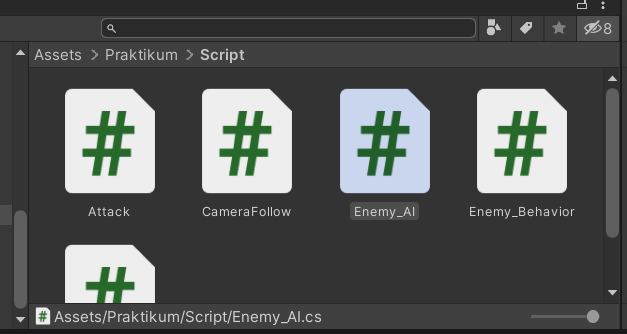 8
Assets > Praktikum > Script
Attack
CameraFollow
Enemy_AI
Enemy_Behavior
Assets/Praktikum/Script/Enemy_AI.cs